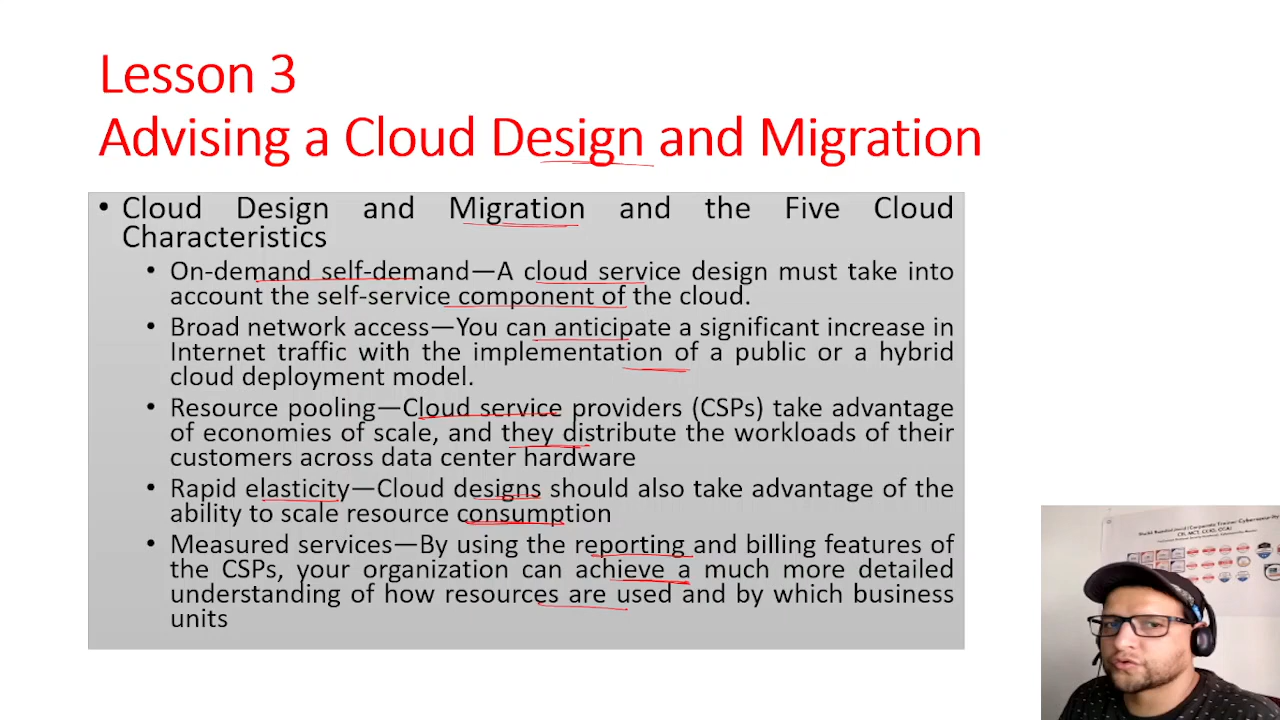 Lesson 3
Advising a Cloud Design and Migration
• Cloud Design and Migration and the Five Cloud
Characteristics
• On-demand self-demand—A cloud service design must take into
account the self-service component of the cloud.
• Broad network access—You can anticipate a significant increase in
Internet traffic with the implementation of a public or a hybrid
cloud deployment model.
• Resource pooling—Cloud service providers (CSPs) take advantage
of economies of scale, and they distribute the workloads of their
customers across data center hardware
• Rapid elasticity—Cloud designs should also take advantage of the
ability to scale resource consumption
• Measured services—By using the reporting and billing features of
the CSPs, your organization can achieve a much more detailed
understanding of how resources are used and by which business
units